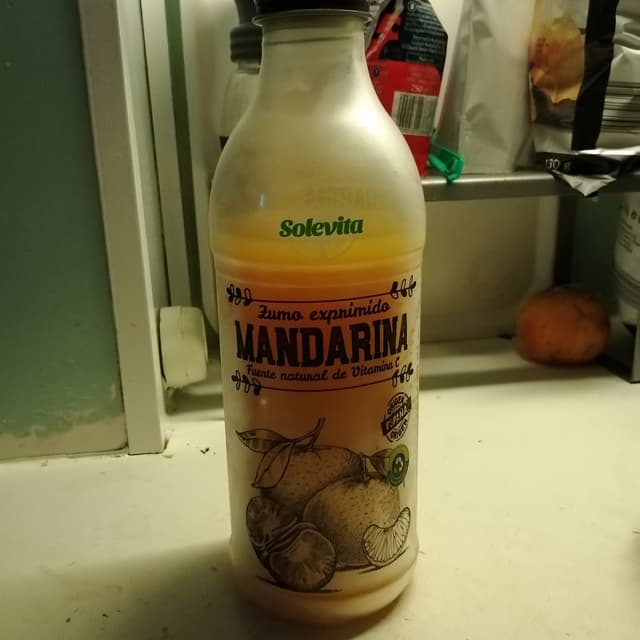 Solevita
Zumo exprimido
MANDARINA
Fuente natural de Vitamina C